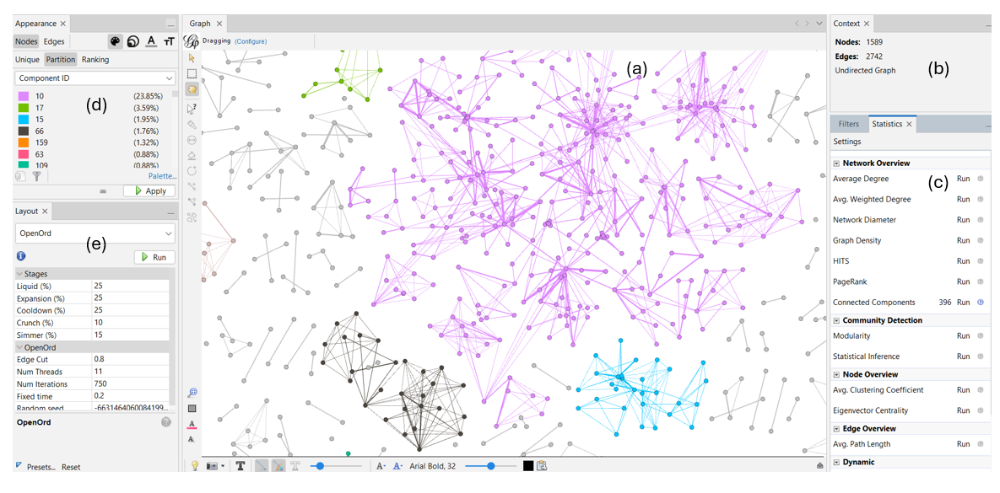 Appearance
Nodes Edges
Unique Partition Ranking
Component ID
10 (23.85%)
17 (3.59%)
(d)
15 (1.95%)
66 (1.76%)
159 (1.32%)
63 (0.88%)
109 (0.88%)
Palette...
Apply
Layout
OpenOrd
(e)
Run
Stages
Liquid (%) 25
Expansion (%) 25
Cooldown (%) 25
Crunch (%) 10
Simmer (%) 15
OpenOrd
Edge Cut 0.8
Num Threads 11
Num Iterations 750
Fixed time 0.2
Random seed -6631464060084199...
OpenOrd
Presets... Reset
Graph
Dragging (Configure)
(a)
Arial Bold, 32
Context
Nodes: 1589
Edges: 2742
Undirected Graph
(b)
Filters Statistics
Settings
Network Overview
Average Degree Run
(c)
Avg. Weighted Degree Run
Network Diameter Run
Graph Density Run
HITS Run
PageRank Run
Connected Components 396 Run
Community Detection
Modularity Run
Statistical Inference Run
Node Overview
Avg. Clustering Coefficient Run
Eigenvector Centrality Run
Edge Overview
Avg. Path Length Run
Dynamic